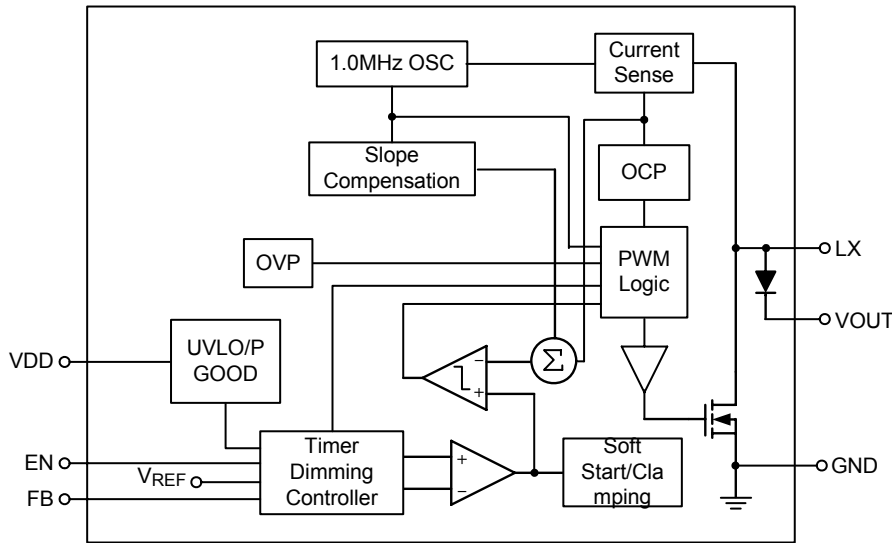 1.0MHz OSC
Current
Sense
Slope
Compensation
OCP
OVP
PWM
Logic
LX
VOUT
VDD
UVLO/P
GOOD
Σ
−
+
EN
VREF
FB
Timer
Dimming
Controller
+
−
Soft
Start/Cla
mping
GND